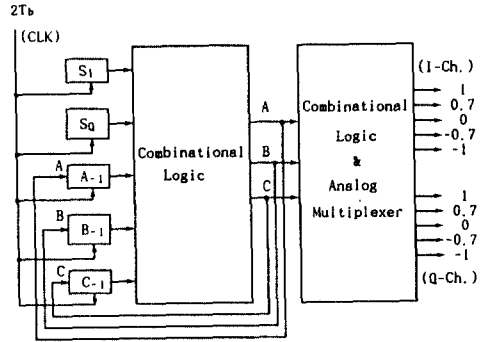 2Tb
(CLK)
SI
SQ
A
A-1
B
B-1
C
C-1
Combinational
Logic
A
B
C
Combinational
Logic
&
Analog
Multiplexer
(I-Ch.)
1
0.7
0
-0.7
-1
1
0.7
0
-0.7
-1
(Q-Ch.)